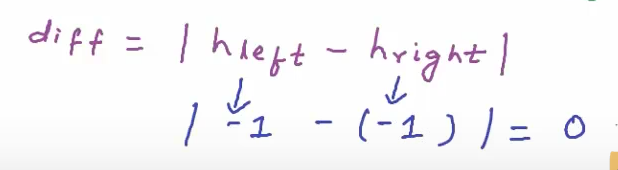 diff = | hleft - hright |
↓ ↓
| -1 - (-1) | = 0